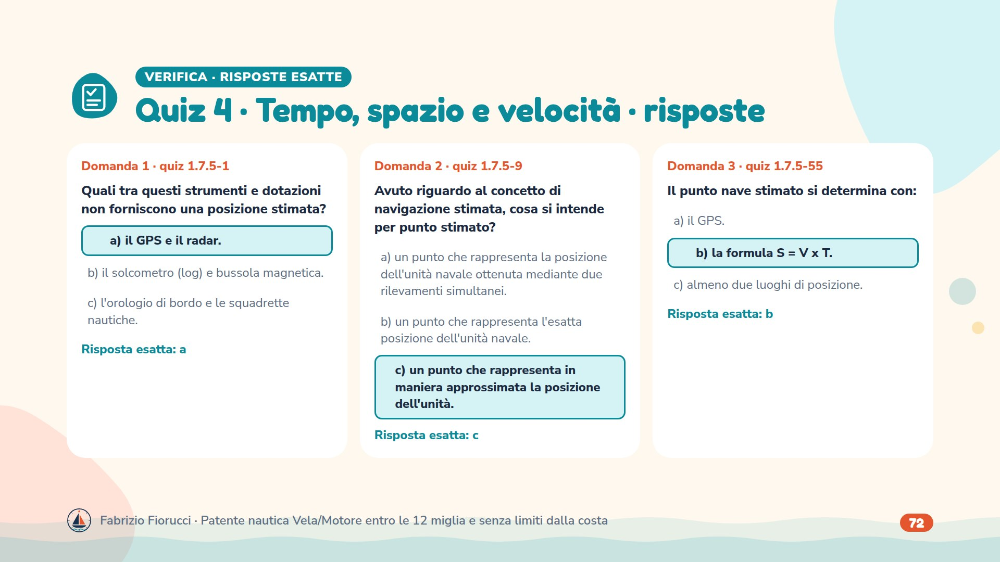 VERIFICA · RISPOSTE ESATTE
Quiz 4 · Tempo, spazio e velocità · risposte
Domanda 1 · quiz 1.7.5-1
Quali tra questi strumenti e dotazioni
non forniscono una posizione stimata?
a) il GPS e il radar.
b) il solcometro (log) e bussola magnetica.
c) l'orologio di bordo e le squadrette
nautiche.
Risposta esatta: a
Domanda 2 · quiz 1.7.5-9
Avuto riguardo al concetto di
navigazione stimata, cosa si intende
per punto stimato?
a) un punto che rappresenta la posizione
dell'unità navale ottenuta mediante due
rilevamenti simultanei.
b) un punto che rappresenta l'esatta
posizione dell'unità navale.
c) un punto che rappresenta in
maniera approssimata la posizione
dell'unità.
Risposta esatta: c
Domanda 3 · quiz 1.7.5-55
Il punto nave stimato si determina con:
a) il GPS.
b) la formula S = V x T.
c) almeno due luoghi di posizione.
Risposta esatta: b
Fabrizio Fiorucci · Patente nautica Vela/Motore entro le 12 miglia e senza limiti dalla costa
72